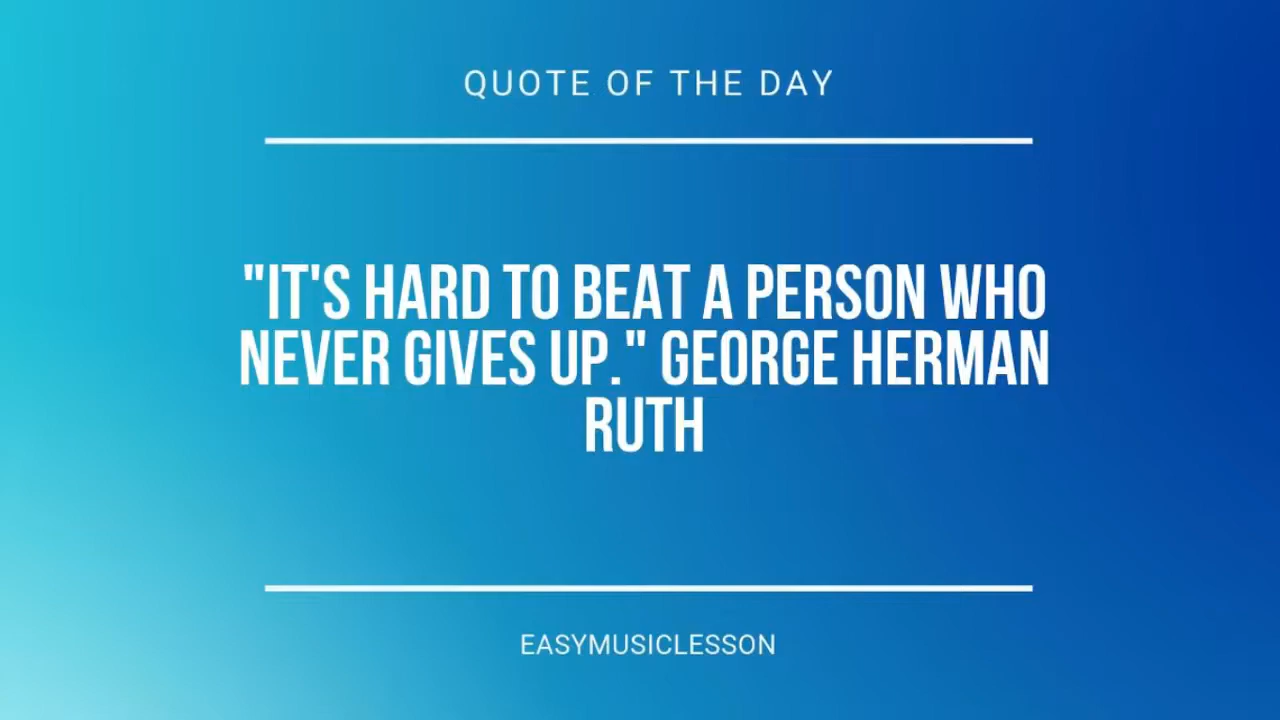 QUOTE OF THE DAY
"IT'S HARD TO BEAT A PERSON WHO
NEVER GIVES UP." GEORGE HERMAN
RUTH
EASYMUSICLESSON